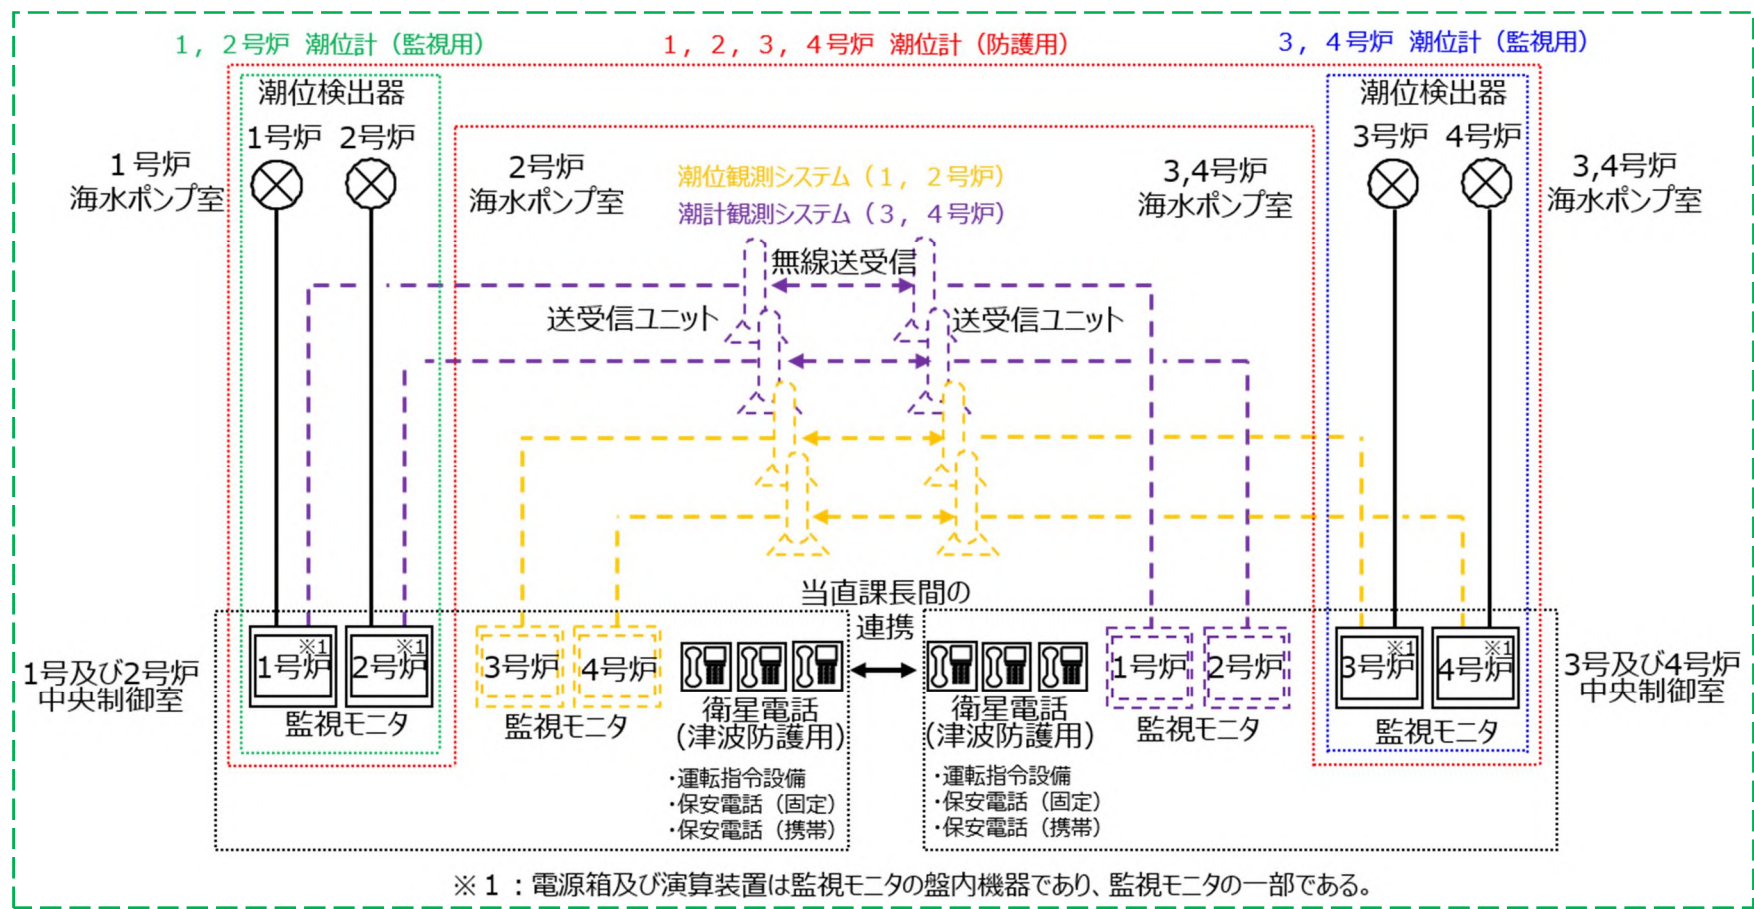 1，2号炉 潮位計（監視用）
1，2，3，4号炉 潮位計（防護用）
3，4号炉 潮位計（監視用）
潮位検出器
1号炉
2号炉
1号炉
海水ポンプ室
2号炉
海水ポンプ室
潮位観測システム（1，2号炉）
潮計観測システム（3，4号炉）
3,4号炉
海水ポンプ室
潮位検出器
3号炉
4号炉
3,4号炉
海水ポンプ室
無線送受信
送受信ユニット
送受信ユニット
当直課長間の
連携
1号及び2号炉
中央制御室
※1
1号炉
※1
2号炉
監視モニタ
3号炉
4号炉
監視モニタ
衛星電話
(津波防護用)
・運転指令設備
・保安電話（固定）
・保安電話（携帯）
衛星電話
(津波防護用)
・運転指令設備
・保安電話（固定）
・保安電話（携帯）
1号炉
2号炉
監視モニタ
※1
3号炉
※1
4号炉
監視モニタ
3号及び4号炉
中央制御室
※1：電源箱及び演算装置は監視モニタの盤内機器であり、監視モニタの一部である。